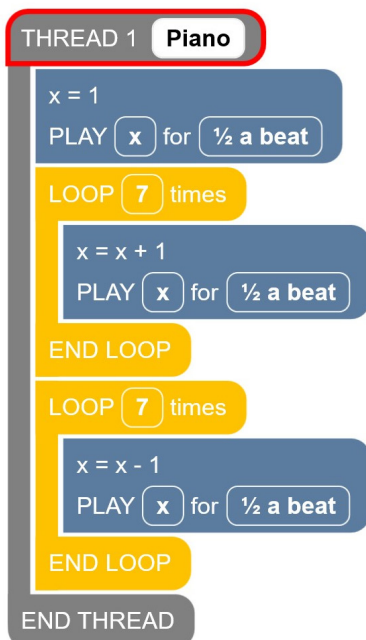 THREAD 1 Piano
x = 1
PLAY x for ½ a beat
LOOP 7 times
x = x + 1
PLAY x for ½ a beat
END LOOP
LOOP 7 times
x = x - 1
PLAY x for ½ a beat
END LOOP
END THREAD